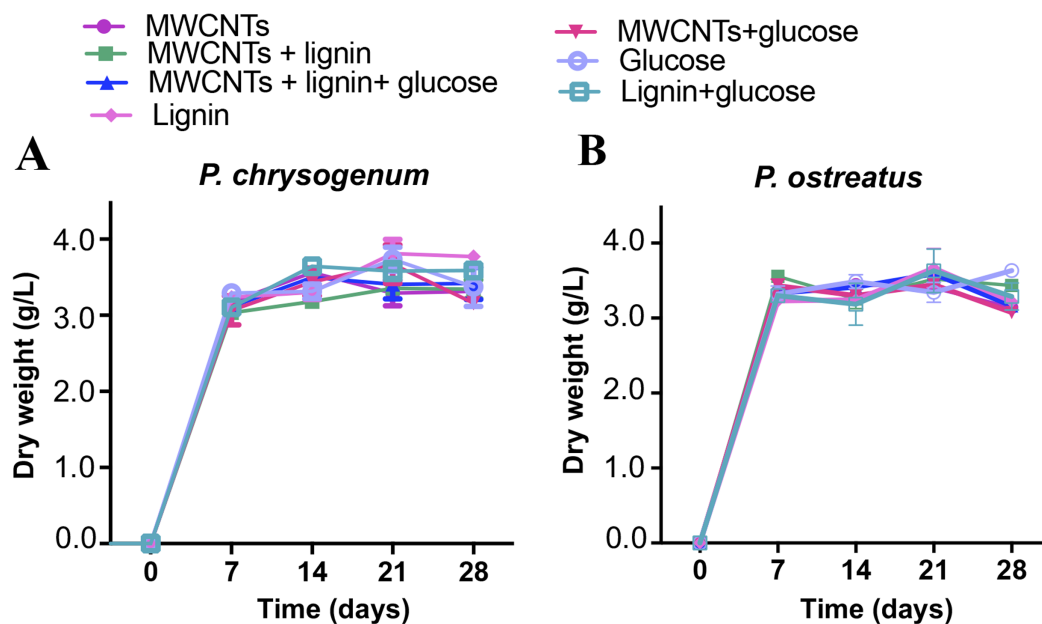 MWCNTs
MWCNTs + lignin
MWCNTs + lignin+ glucose
Lignin
MWCNTs+glucose
Glucose
Lignin+glucose
A
P. chrysogenum
Dry weight (g/L)
4.0
3.0
2.0
1.0
0.0
0 7 14 21 28
Time (days)
B
P. ostreatus
Dry weight (g/L)
4.0
3.0
2.0
1.0
0.0
0 7 14 21 28
Time (days)